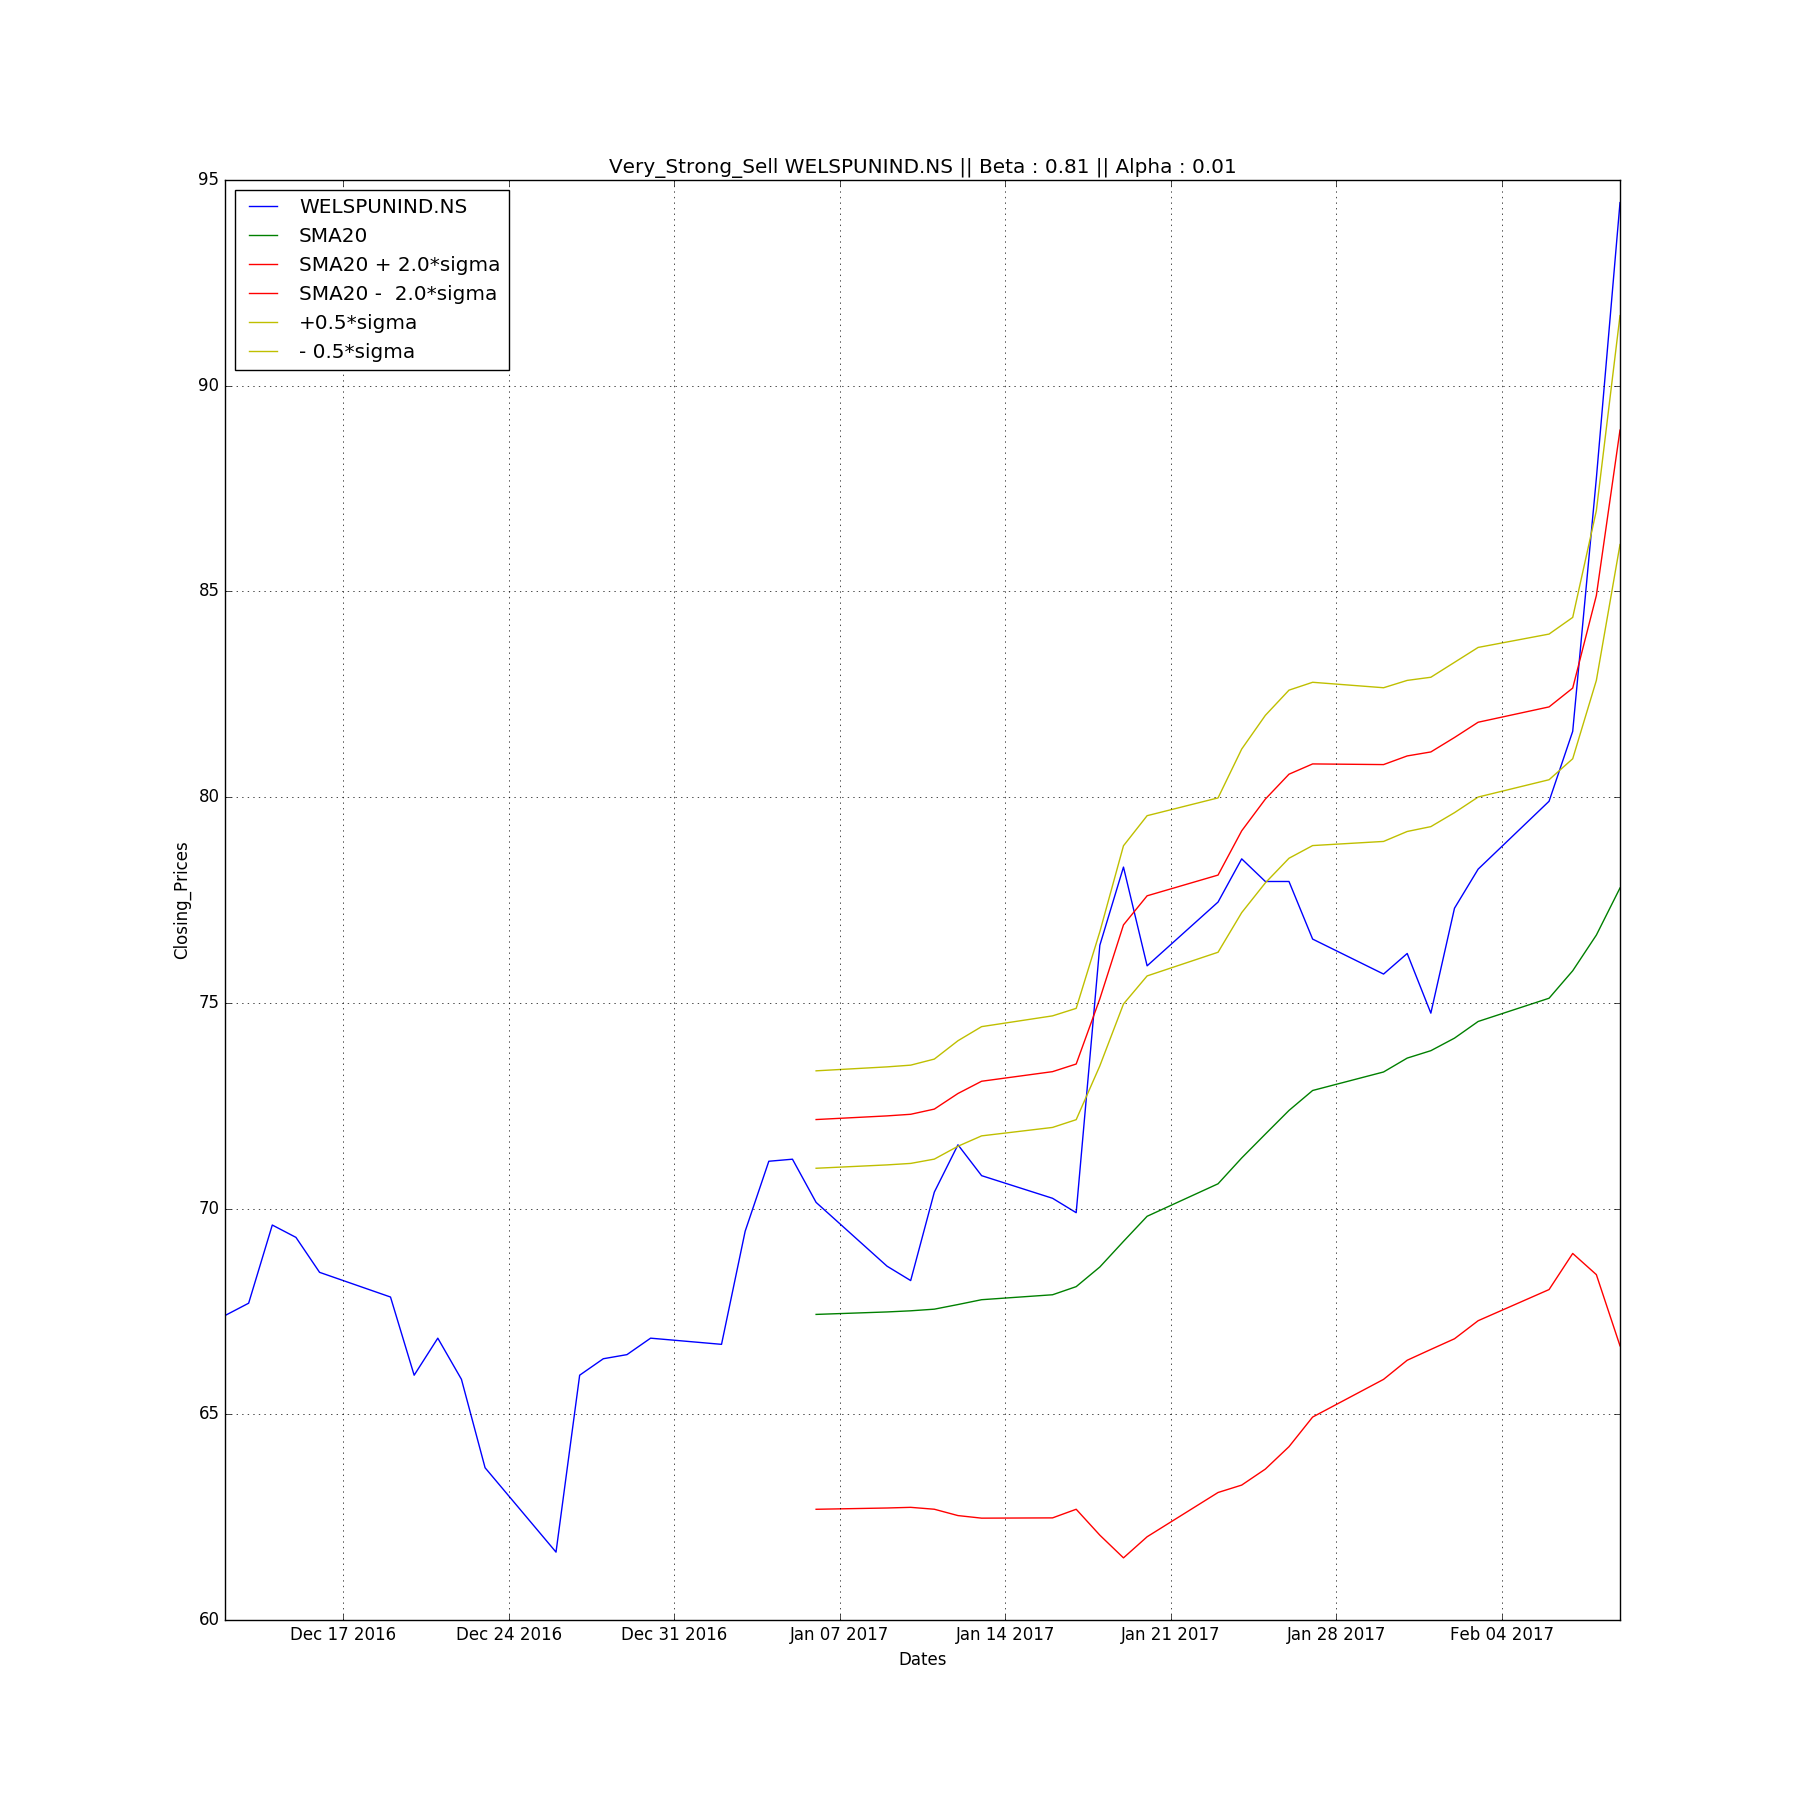 Very_Strong_Sell WELSPUNIND.NS || Beta : 0.81 || Alpha : 0.01
WELSPUNIND.NS
SMA20
SMA20 + 2.0*sigma
SMA20 -  2.0*sigma
+0.5*sigma
- 0.5*sigma
95
90
85
80
75
70
65
60
Closing_Prices
Dec 17 2016 Dec 24 2016 Dec 31 2016 Jan 07 2017 Jan 14 2017 Jan 21 2017 Jan 28 2017 Feb 04 2017
Dates